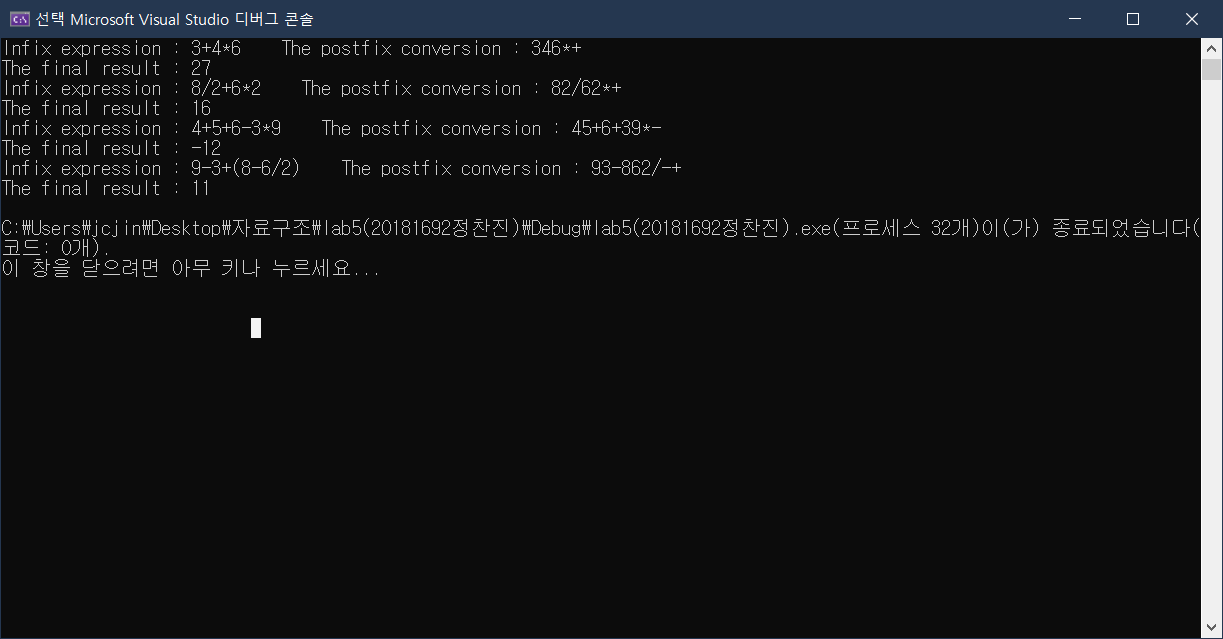 선택 Microsoft Visual Studio 디버그 콘솔
Infix expression : 3+4*6    The postfix conversion : 346*+
The final result : 27
Infix expression : 8/2+6*2    The postfix conversion : 82/62*+
The final result : 16
Infix expression : 4+5+6-3*9    The postfix conversion : 45+6+39*-
The final result : -12
Infix expression : 9-3+(8-6/2)    The postfix conversion : 93-862/-+
The final result : 11
C:₩Users₩jcjin₩Desktop₩자료구조₩lab5(20181692정찬진)₩Debug₩lab5(20181692정찬진).exe(프로세스 32개)이(가) 종료되었습니다(
코드: 0개).
이 창을 닫으려면 아무 키나 누르세요...